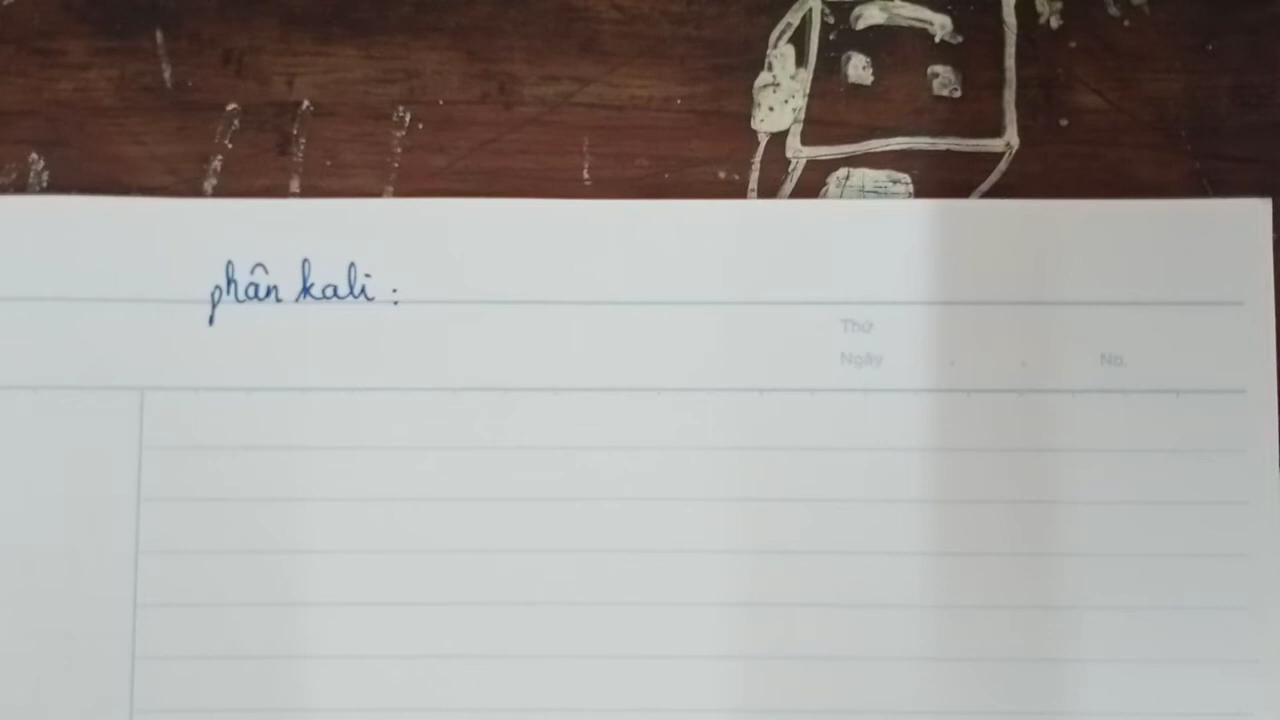 phân kali :
Thứ
Ngày . . No.